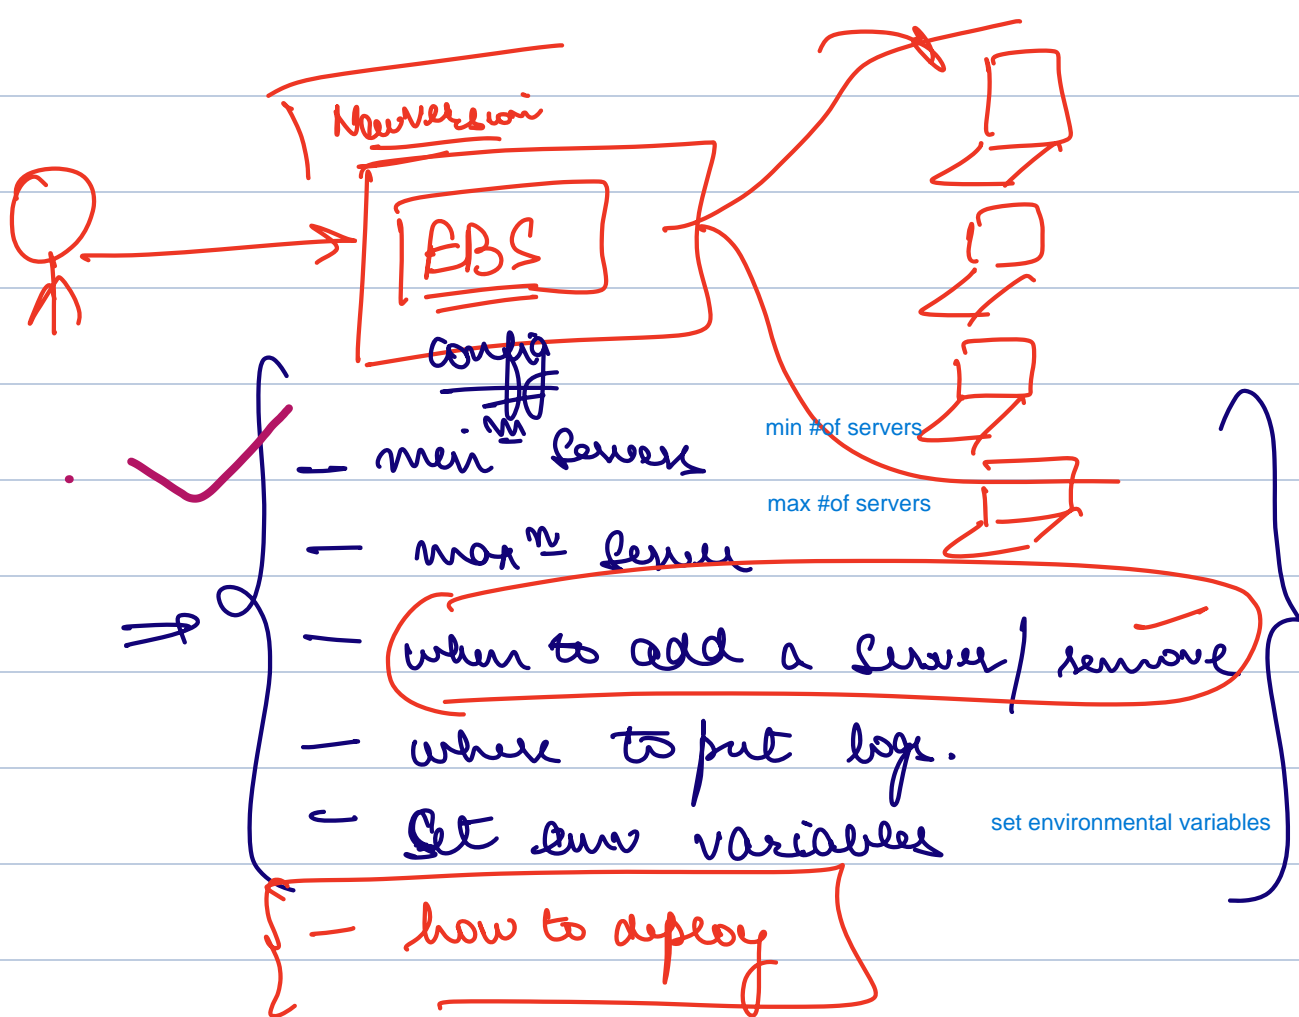 New Version
EBS
config
min^m Servers
min #of servers
max #of servers
max^m Server
when to add a Server / remove
where to put logs.
Set env variables
set environmental variables
how to deploy